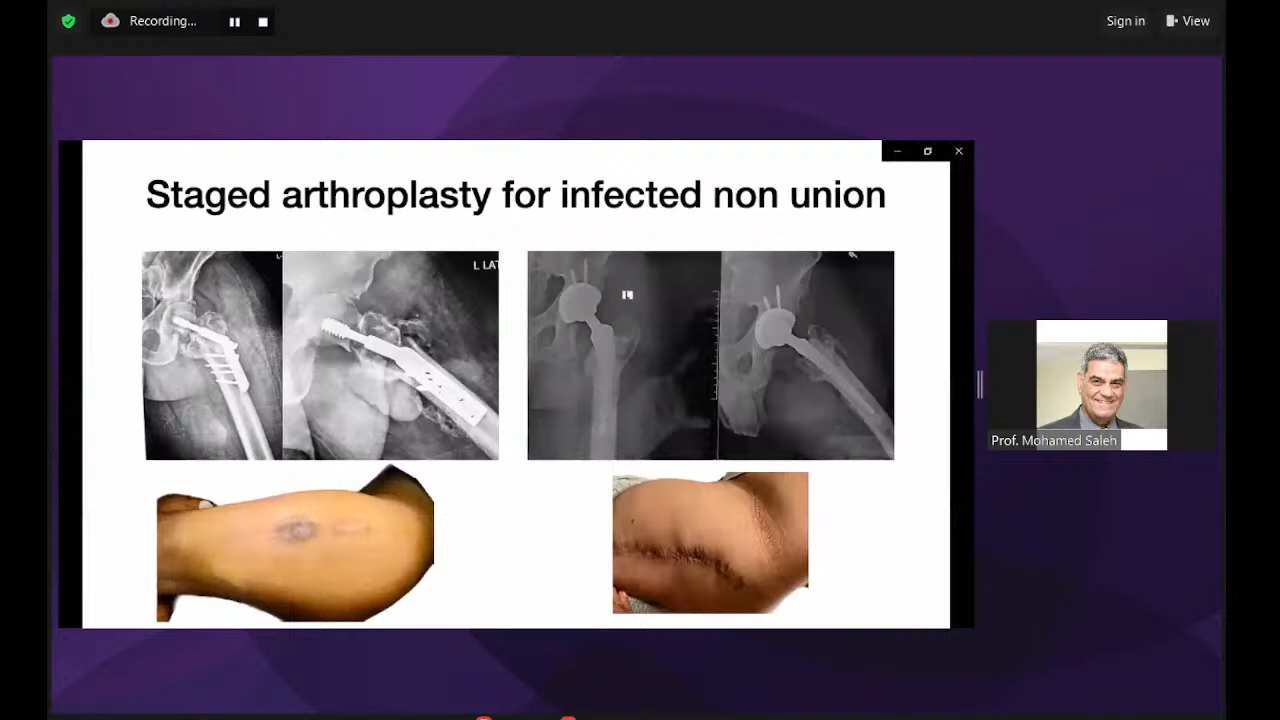 Recording...
Sign in
View
Staged arthroplasty for infected non union
L LAT
Prof. Mohamed Saleh